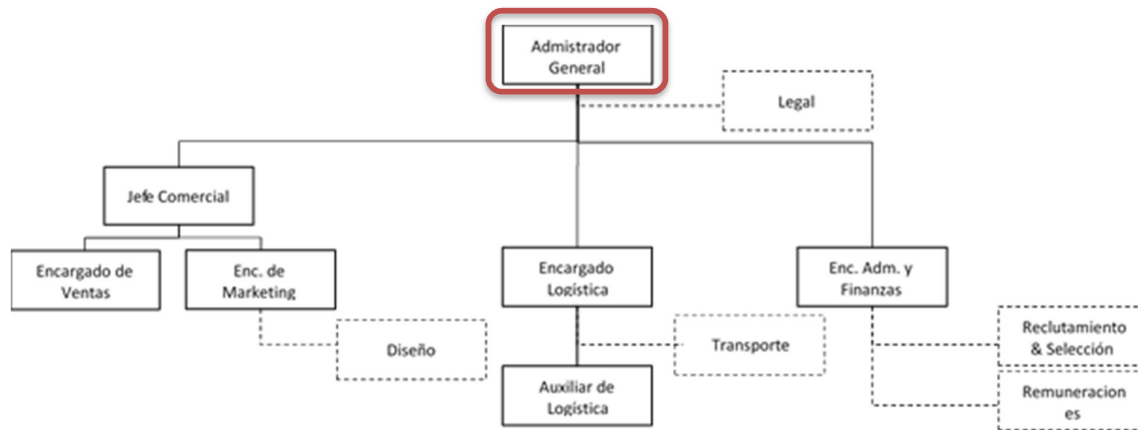 Admistrador
General
Legal
Jefe Comercial
Encargado de
Ventas
Enc. de
Marketing
Encargado
Logística
Enc. Adm. y
Finanzas
Diseño
Transporte
Reclutamiento
& Selección
Auxiliar de
Logística
Remuneracion
es